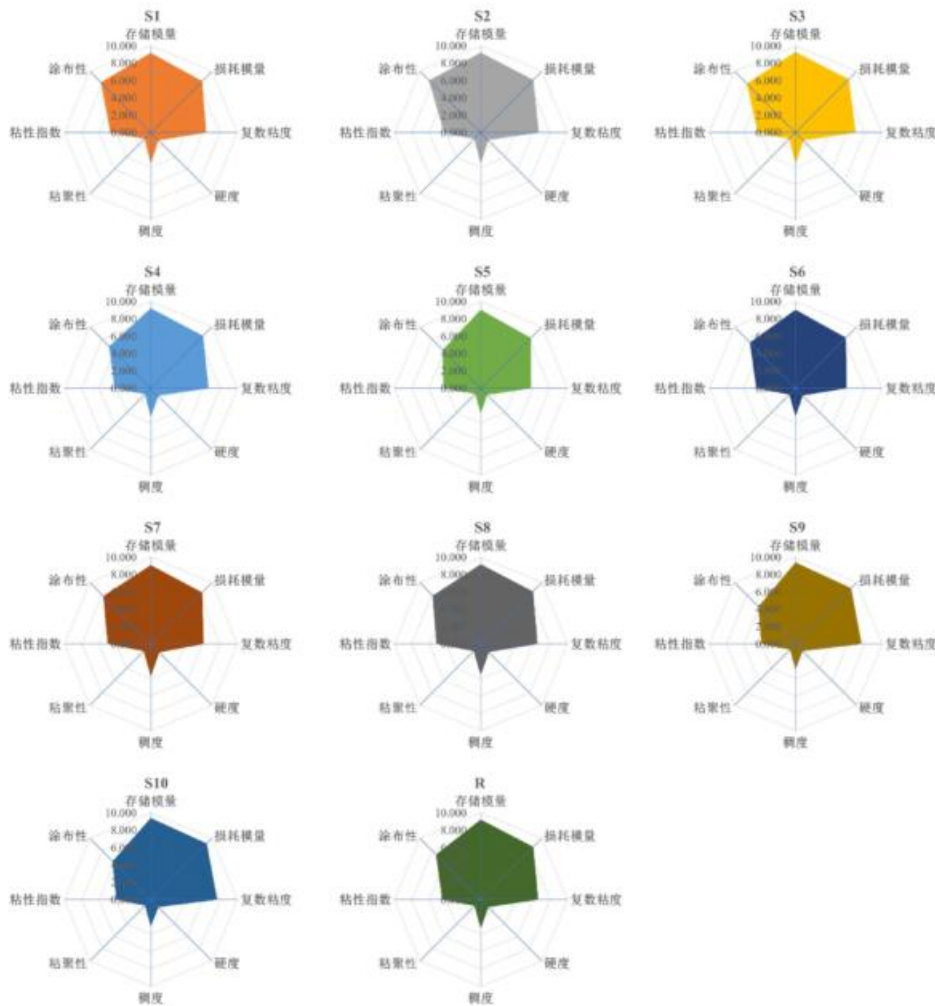 S1
存储模量
10.000
8.000
6.000
4.000
2.000
0.000
涂布性
损耗模量
粘性指数
复数粘度
粘聚性
硬度
稠度
S2
存储模量
10.000
8.000
6.000
4.000
2.000
0.000
涂布性
损耗模量
粘性指数
复数粘度
粘聚性
硬度
稠度
S3
存储模量
10.000
8.000
6.000
4.000
2.000
0.000
涂布性
损耗模量
粘性指数
复数粘度
粘聚性
硬度
稠度
S4
存储模量
10.000
8.000
6.000
4.000
2.000
0.000
涂布性
损耗模量
粘性指数
复数粘度
粘聚性
硬度
稠度
S5
存储模量
10.000
8.000
6.000
4.000
2.000
0.000
涂布性
损耗模量
粘性指数
复数粘度
粘聚性
硬度
稠度
S6
存储模量
10.000
8.000
6.000
4.000
2.000
0.000
涂布性
损耗模量
粘性指数
复数粘度
粘聚性
硬度
稠度
S7
存储模量
10.000
8.000
涂布性
损耗模量
粘性指数
复数粘度
粘聚性
硬度
稠度
S8
存储模量
10.000
8.000
涂布性
损耗模量
粘性指数
复数粘度
粘聚性
硬度
稠度
S9
存储模量
10.000
8.000
6.000
4.000
2.000
涂布性
损耗模量
粘性指数
复数粘度
粘聚性
硬度
稠度
S10
存储模量
10.000
8.000
涂布性
损耗模量
粘性指数
复数粘度
粘聚性
硬度
稠度
R
存储模量
10.000
8.000
涂布性
损耗模量
粘性指数
复数粘度
粘聚性
硬度
稠度